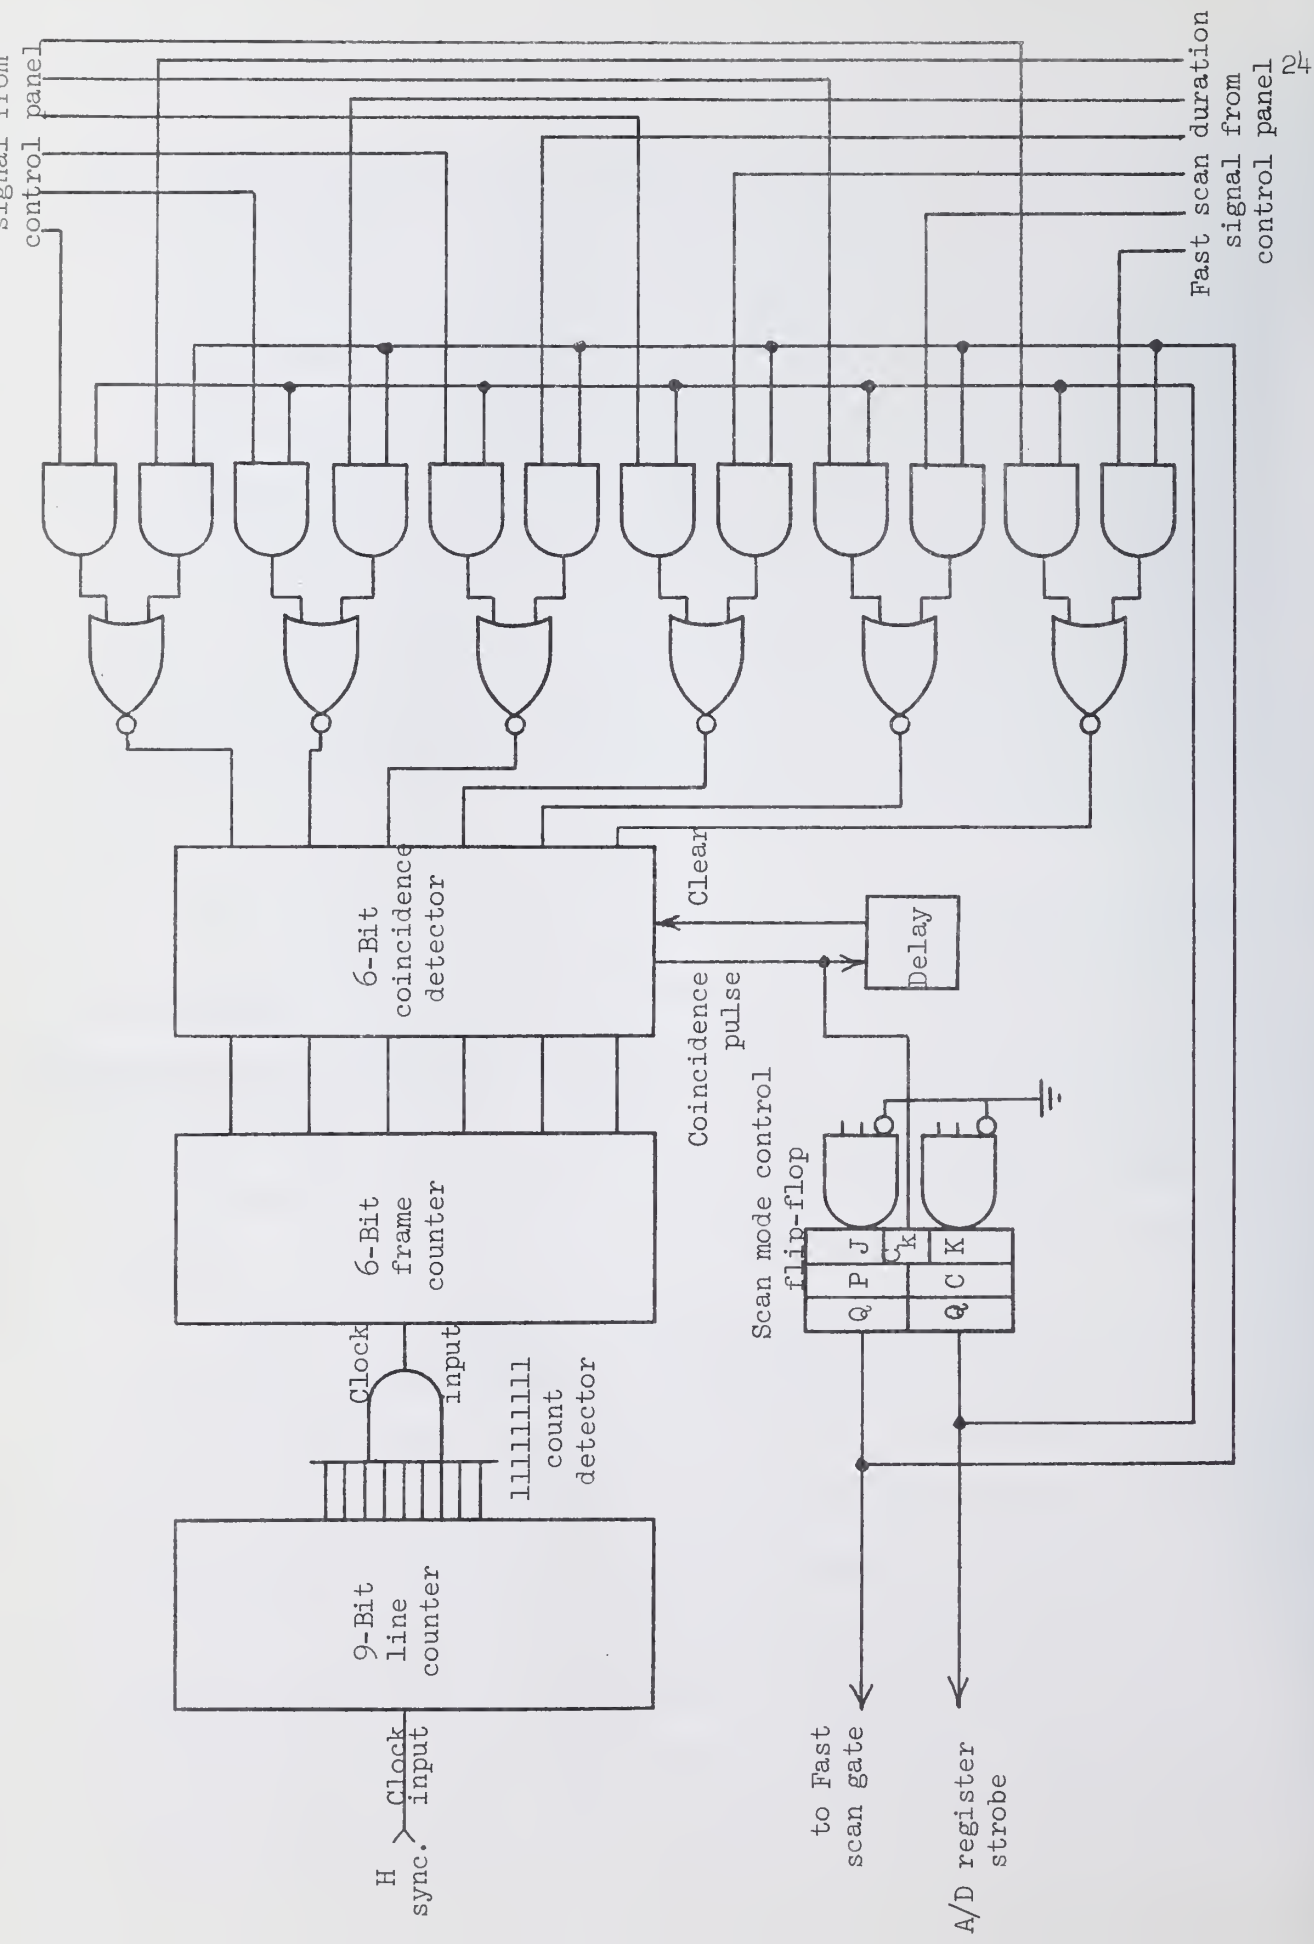 signal from
control panel
Fast scan duration
signal from
control panel
24
6-Bit
coincidence
detector
Clear
Delay
Coincidence
pulse
6-Bit
frame
counter
Scan mode control
flip-flop
J
Ck
K
P
C
Q
Q
Clock
input
111111111
count
detector
9-Bit
line
counter
Clock
input
H
sync.
to Fast
scan gate
A/D register
strobe